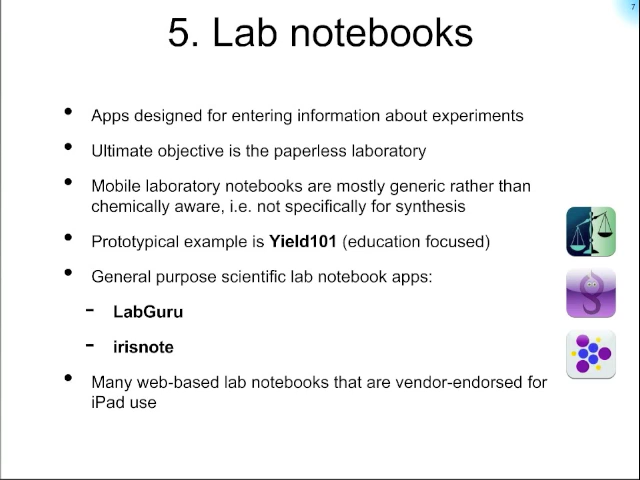 7
5. Lab notebooks
• Apps designed for entering information about experiments
• Ultimate objective is the paperless laboratory
• Mobile laboratory notebooks are mostly generic rather than
chemically aware, i.e. not specifically for synthesis
• Prototypical example is Yield101 (education focused)
• General purpose scientific lab notebook apps:
- LabGuru
- irisnote
• Many web-based lab notebooks that are vendor-endorsed for
iPad use